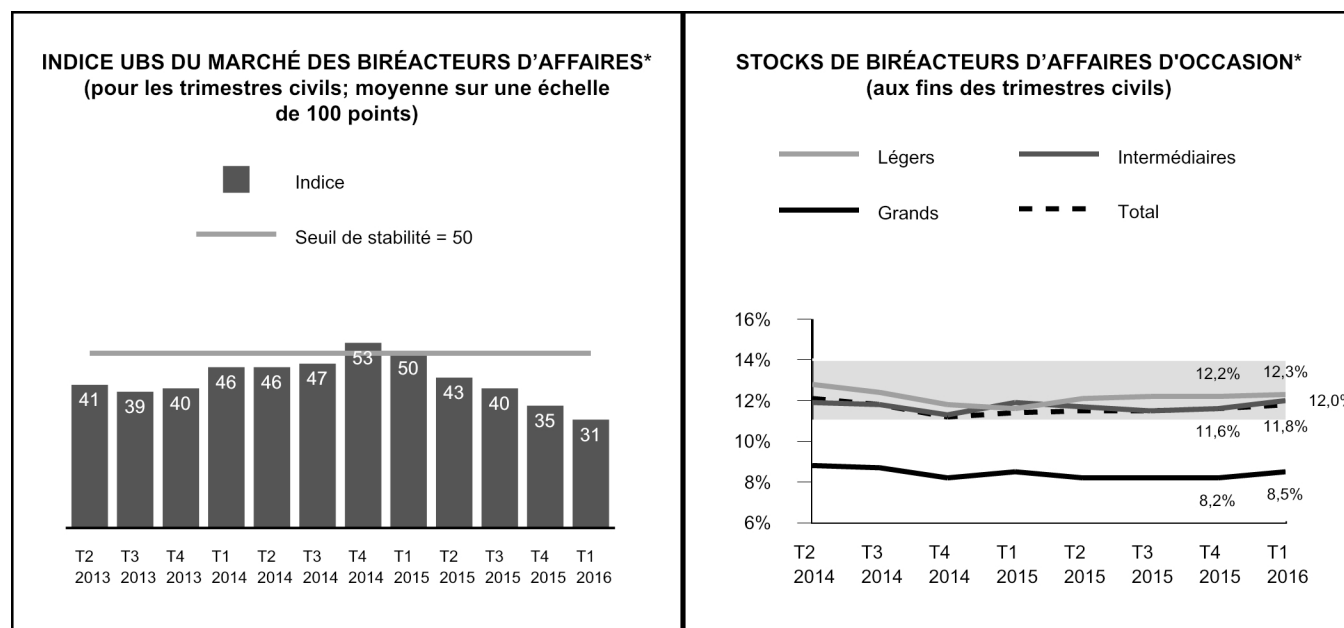 INDICE UBS DU MARCHÉ DES BIRÉACTEURS D’AFFAIRES*
(pour les trimestres civils; moyenne sur une échelle
de 100 points)
Indice
Seuil de stabilité = 50
41 39 40 46 46 47 53 50 43 40 35 31
T2 T3 T4 T1 T2 T3 T4 T1 T2 T3 T4 T1
2013 2013 2013 2014 2014 2014 2014 2015 2015 2015 2015 2016
STOCKS DE BIRÉACTEURS D’AFFAIRES D'OCCASION*
(aux fins des trimestres civils)
Légers Intermédiaires
Grands Total
16%
14%
12,2% 12,3%
12% 12,0%
11,6% 11,8%
10%
8%
8,2% 8,5%
6%
T2 T3 T4 T1 T2 T3 T4 T1
2014 2014 2014 2015 2015 2015 2015 2016